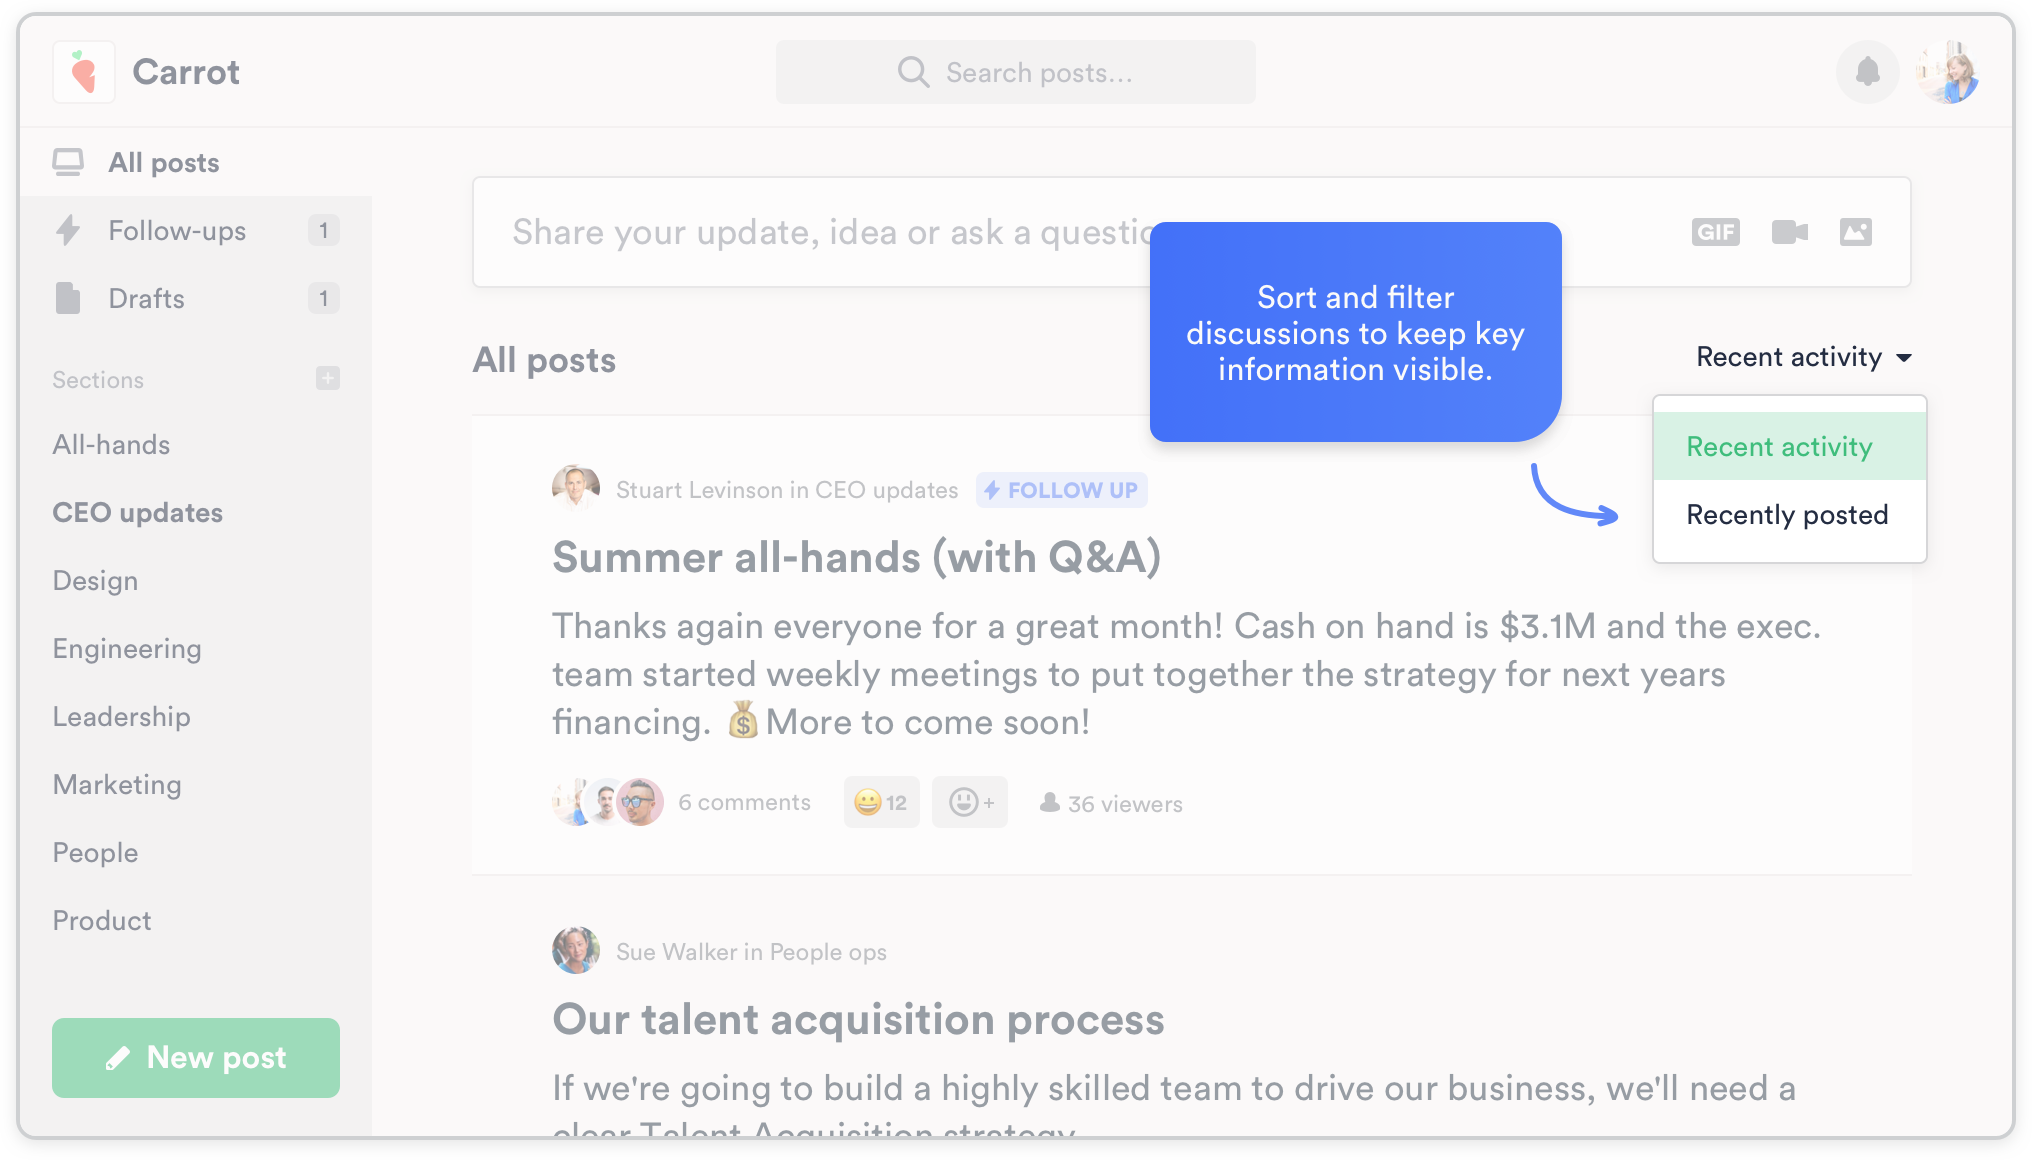 Carrot
Search posts...
All posts
Follow-ups 1
Drafts 1
Sections
All-hands
CEO updates
Design
Engineering
Leadership
Marketing
People
Product
New post
Share your update, idea or ask a questio
GIF
Sort and filter
discussions to keep key
information visible.
All posts
Recent activity
Recent activity
Recently posted
Stuart Levinson in CEO updates FOLLOW UP
Summer all-hands (with Q&A)
Thanks again everyone for a great month! Cash on hand is $3.1M and the exec.
team started weekly meetings to put together the strategy for next years
financing. 💰More to come soon!
6 comments 😀12 + 36 viewers
Sue Walker in People ops
Our talent acquisition process
If we're going to build a highly skilled team to drive our business, we'll need a
clear Talent Acquisition strategy